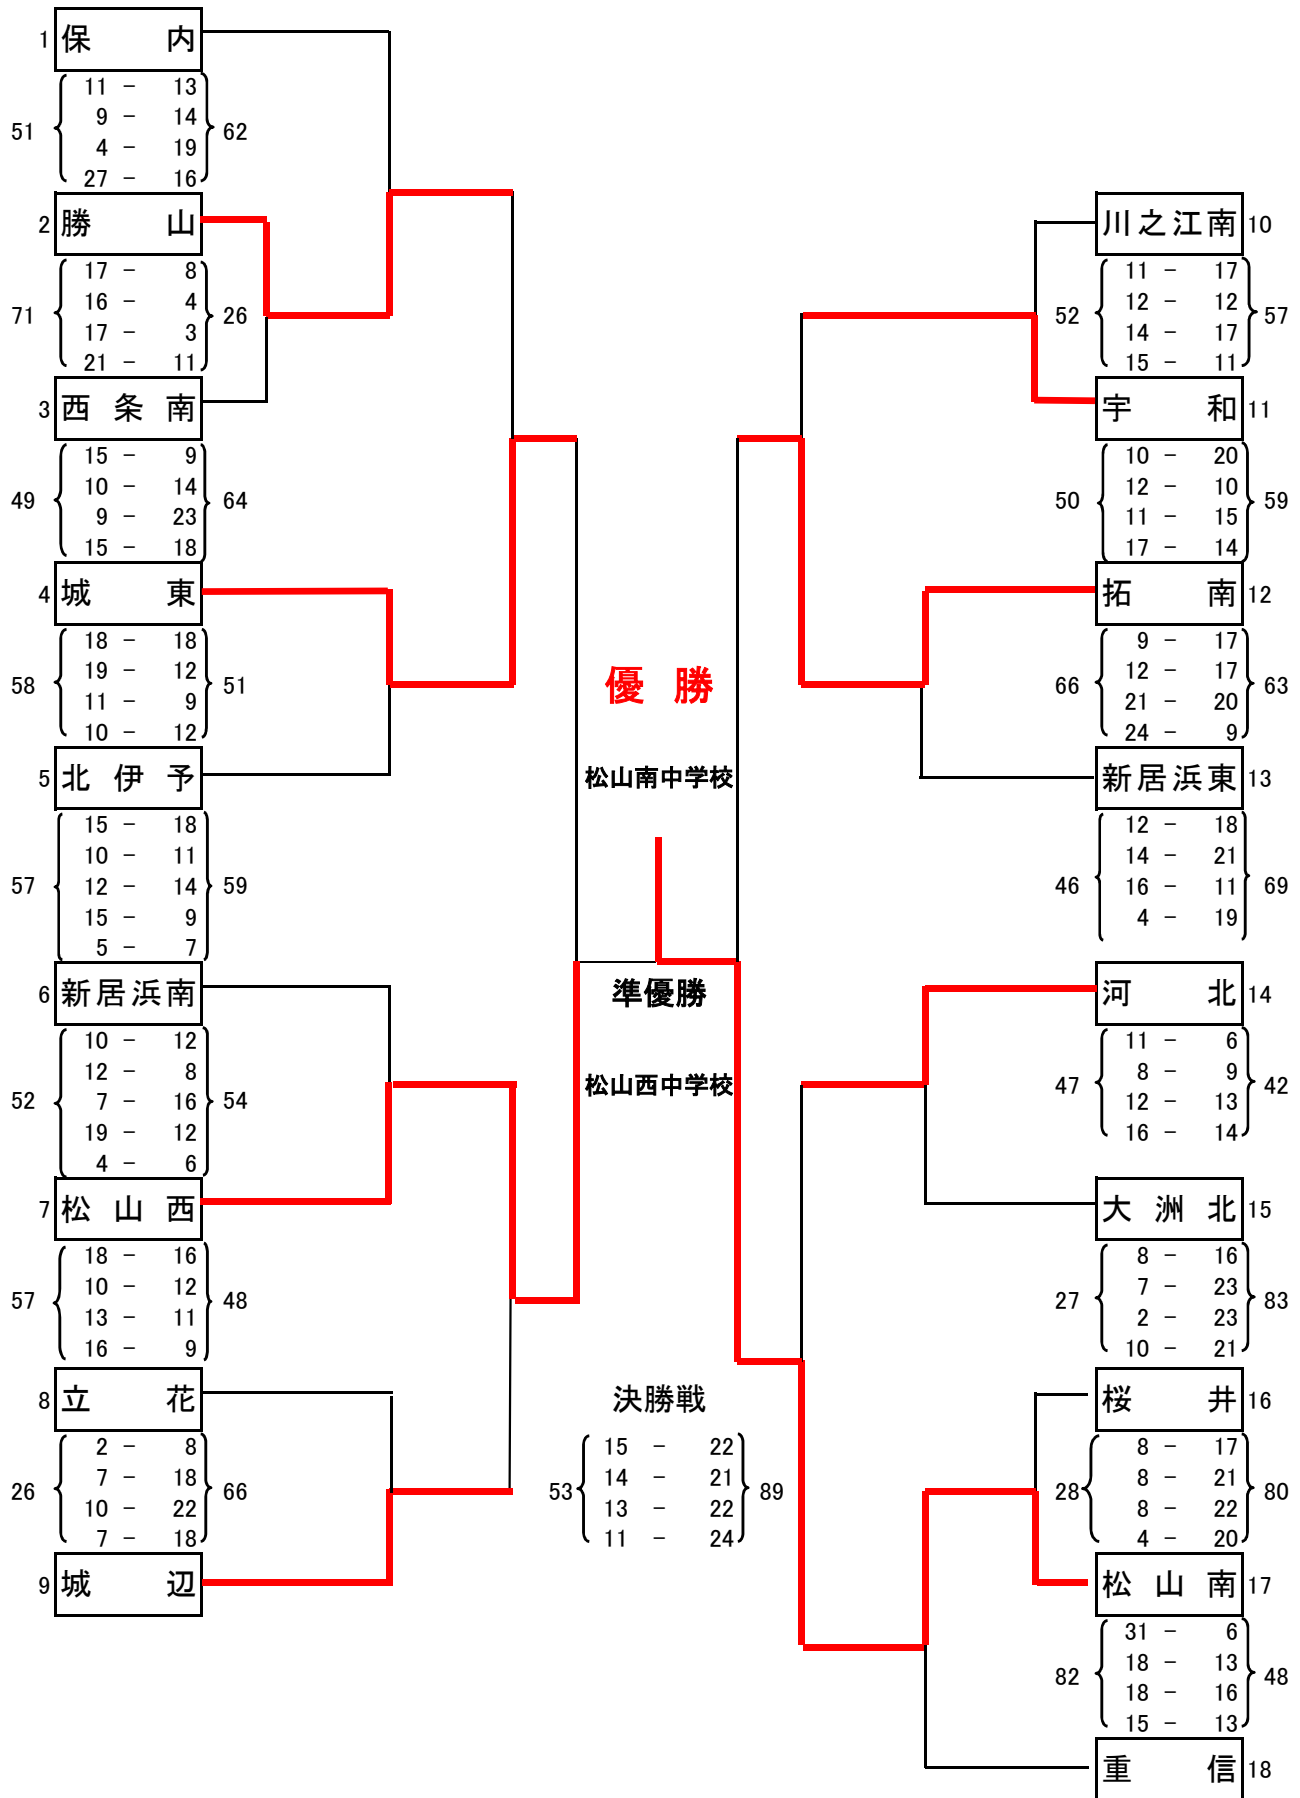 1 保内
11 － 13
9 － 14
51 62
4 － 19
27 － 16
2 勝山
17 － 8
16 － 4
71 26
17 － 3
21 － 11
3 西条南
15 － 9
10 － 14
49 64
9 － 23
15 － 18
4 城東
18 － 18
19 － 12
58 51
11 － 9
10 － 12
5 北伊予
15 － 18
10 － 11
57 12 － 14 59
15 － 9
5 － 7
6 新居浜南
10 － 12
12 － 8
52 7 － 16 54
19 － 12
4 － 6
7 松山西
18 － 16
10 － 12
57 48
13 － 11
16 － 9
8 立花
2 － 8
7 － 18
26 66
10 － 22
7 － 18
9 城辺
優勝
松山南中学校
準優勝
松山西中学校
決勝戦
15 － 22
14 － 21
53 89
13 － 22
11 － 24
川之江南 10
11 － 17
12 － 12
52 57
14 － 17
15 － 11
宇和 11
10 － 20
12 － 10
50 59
11 － 15
17 － 14
拓南 12
9 － 17
12 － 17
66 63
21 － 20
24 － 9
新居浜東 13
12 － 18
14 － 21
46 16 － 11 69
4 － 19
河北 14
11 － 6
8 － 9
47 42
12 － 13
16 － 14
大洲北 15
8 － 16
7 － 23
27 83
2 － 23
10 － 21
桜井 16
8 － 17
8 － 21
28 80
8 － 22
4 － 20
松山南 17
31 － 6
18 － 13
82 48
18 － 16
15 － 13
重信 18